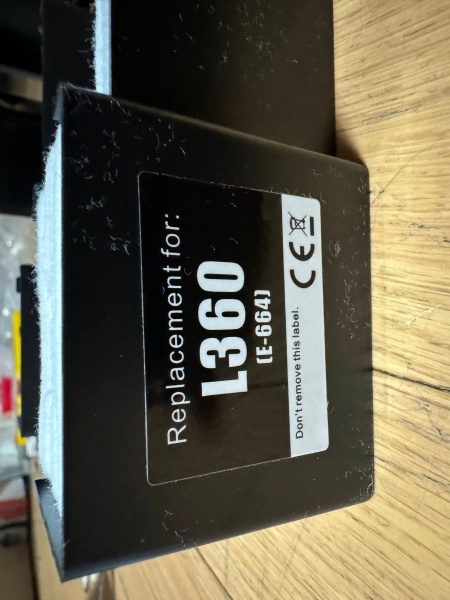 Replacement for:
L360
(E-664)
Don't remove this label.
CE